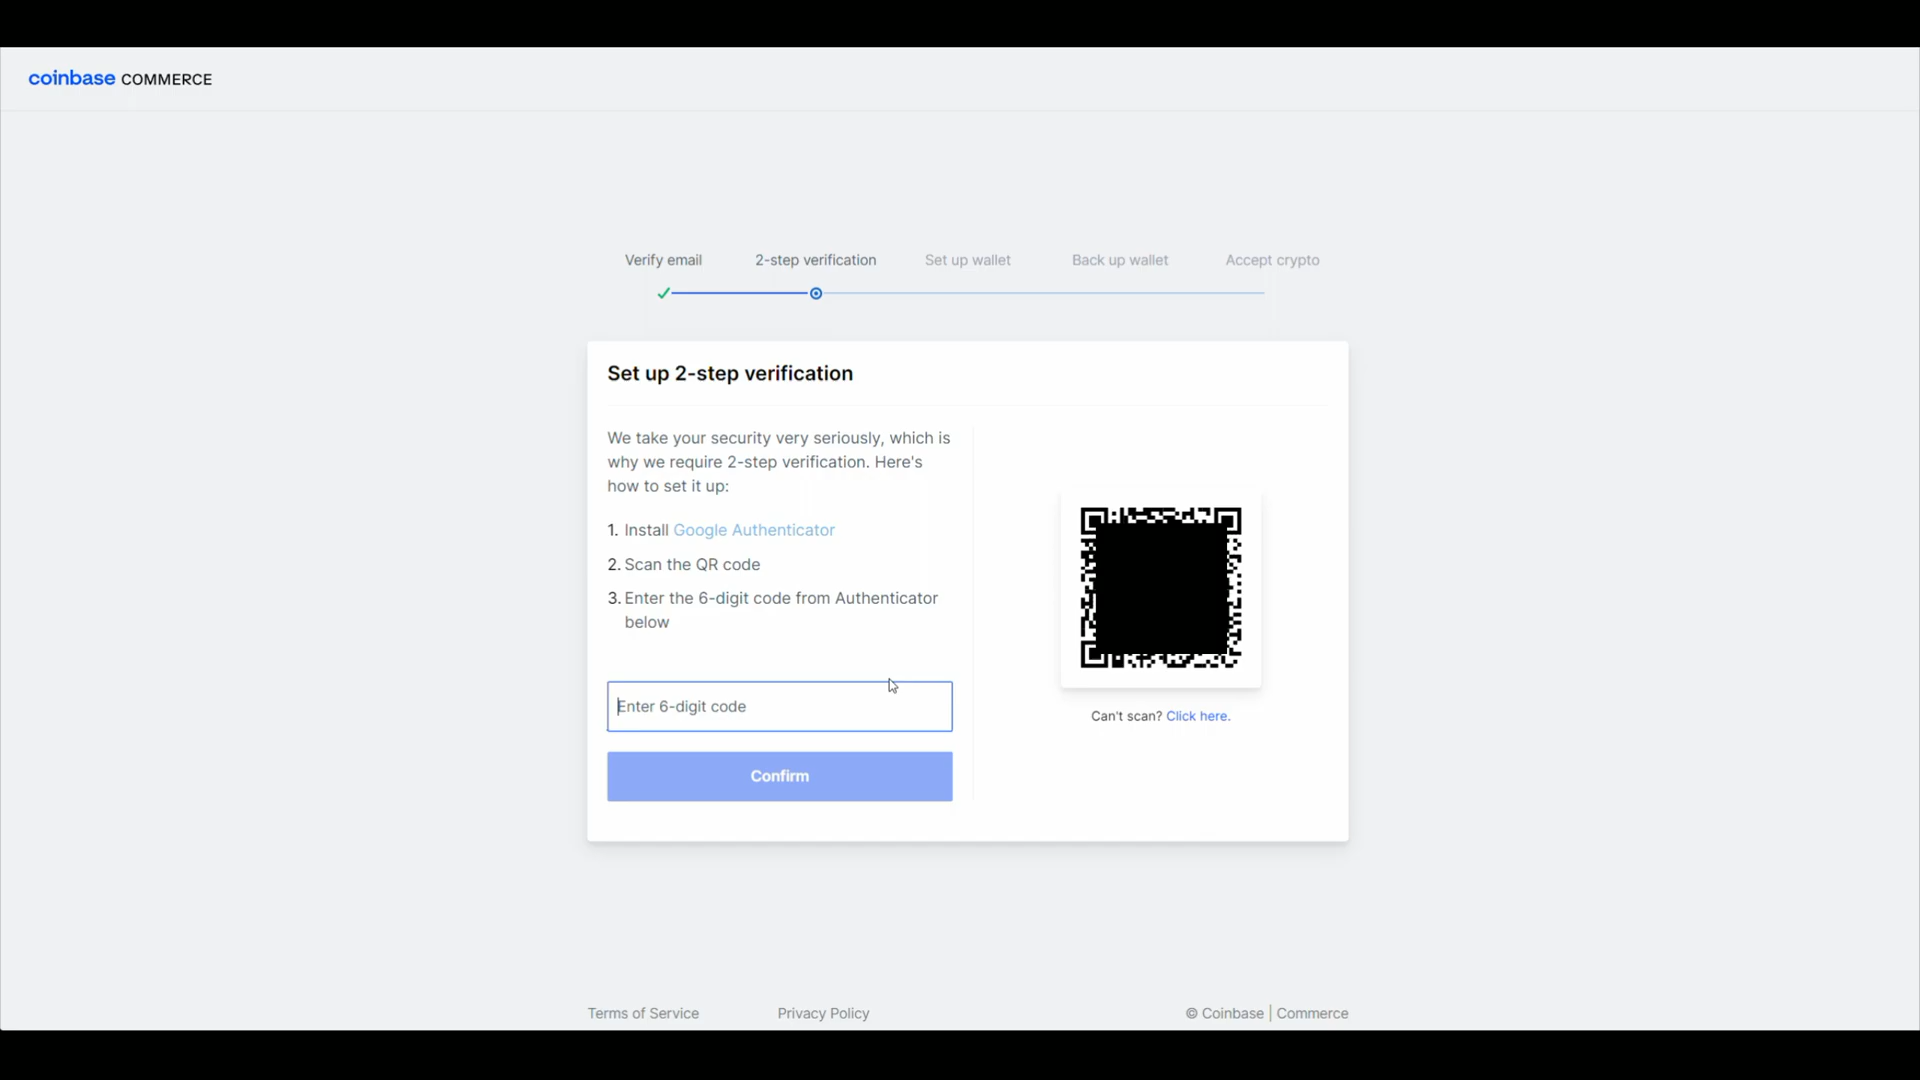 coinbase COMMERCE
Verify email
2-step verification
Set up wallet
Back up wallet
Accept crypto
Set up 2-step verification
We take your security very seriously, which is
why we require 2-step verification. Here's
how to set it up:
1. Install Google Authenticator
2. Scan the QR code
3. Enter the 6-digit code from Authenticator
below
Enter 6-digit code
Confirm
Can't scan? Click here.
Terms of Service
Privacy Policy
© Coinbase | Commerce